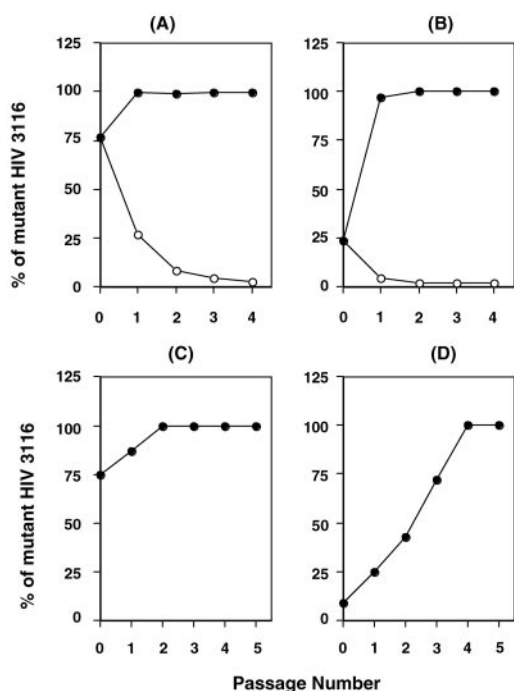 (A) (B)
125 125
100 100
75 75
50 50
25 25
0 0
0 1 2 3 4 0 1 2 3 4
% of mutant HIV 3116
(C) (D)
125 125
100 100
75 75
50 50
25 25
0 0
0 1 2 3 4 5 0 1 2 3 4 5
% of mutant HIV 3116
Passage Number